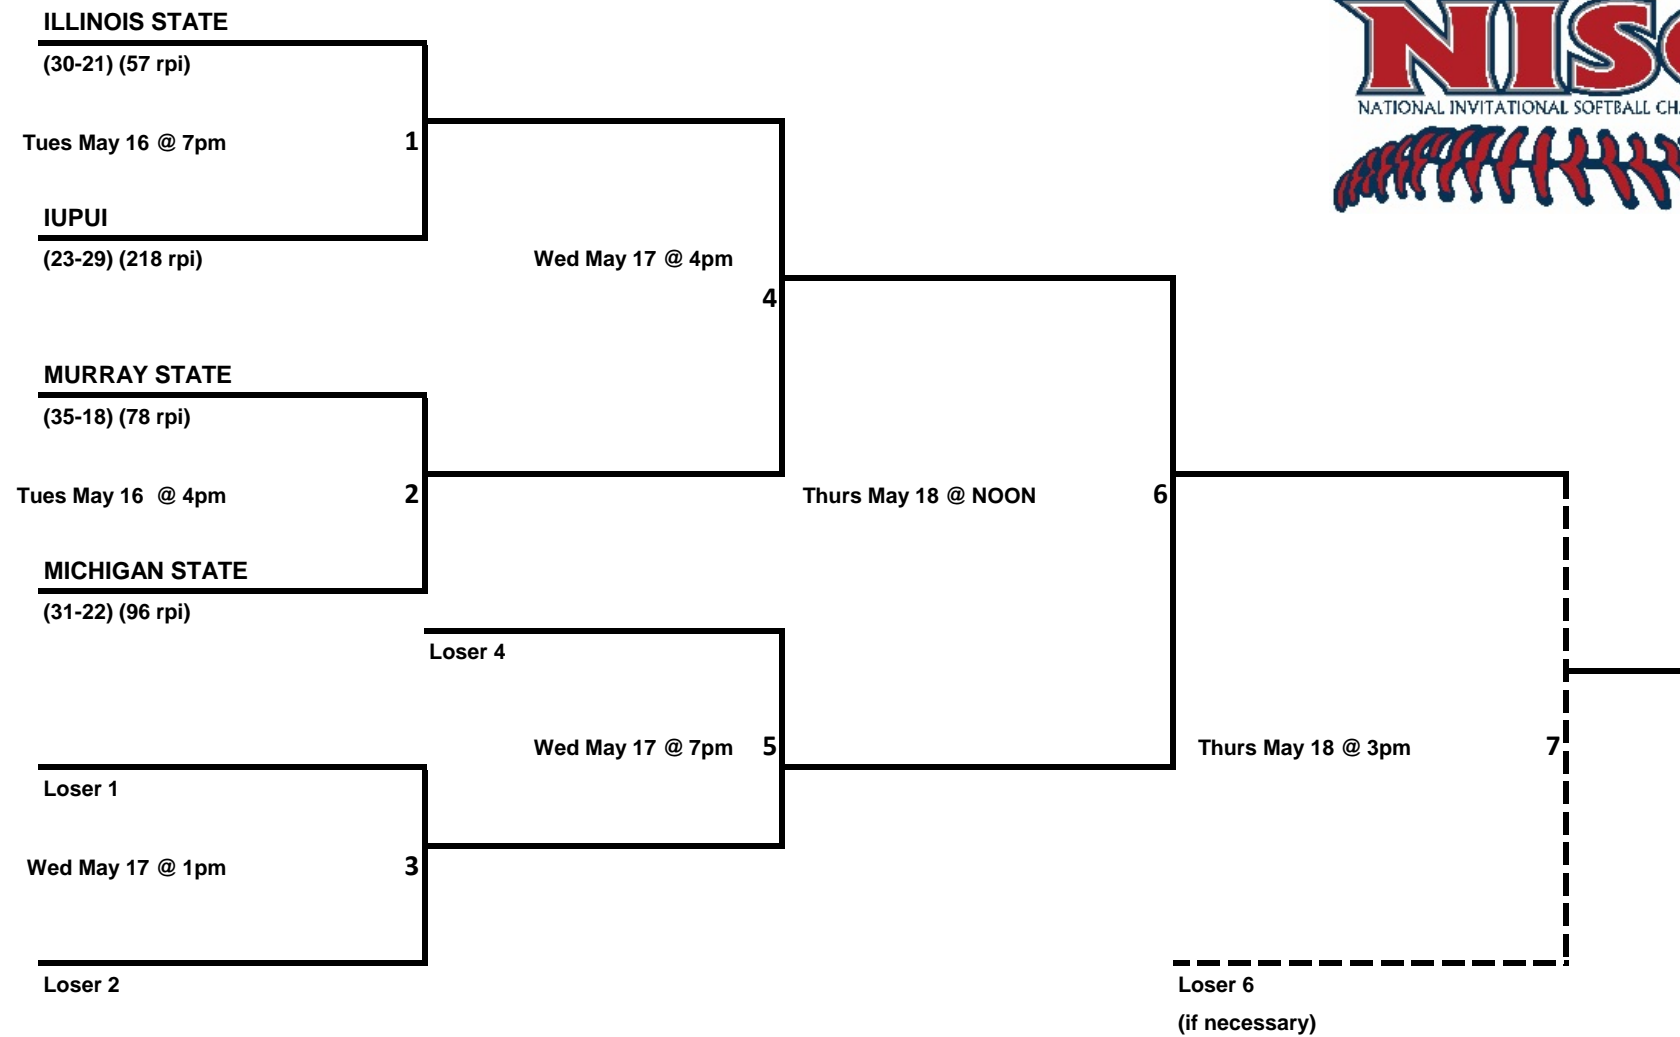 ILLINOIS STATE
(30-21) (57 rpi)
Tues May 16 @ 7pm
1
IUPUI
(23-29) (218 rpi)
Wed May 17 @ 4pm
4
MURRAY STATE
(35-18) (78 rpi)
Tues May 16 @ 4pm
2
Thurs May 18 @ NOON
6
MICHIGAN STATE
(31-22) (96 rpi)
Loser 4
Wed May 17 @ 7pm
5
Thurs May 18 @ 3pm
7
Loser 1
Wed May 17 @ 1pm
3
Loser 2
Loser 6
(if necessary)
NIS
NATIONAL INVITATIONAL SOFTBALL CH